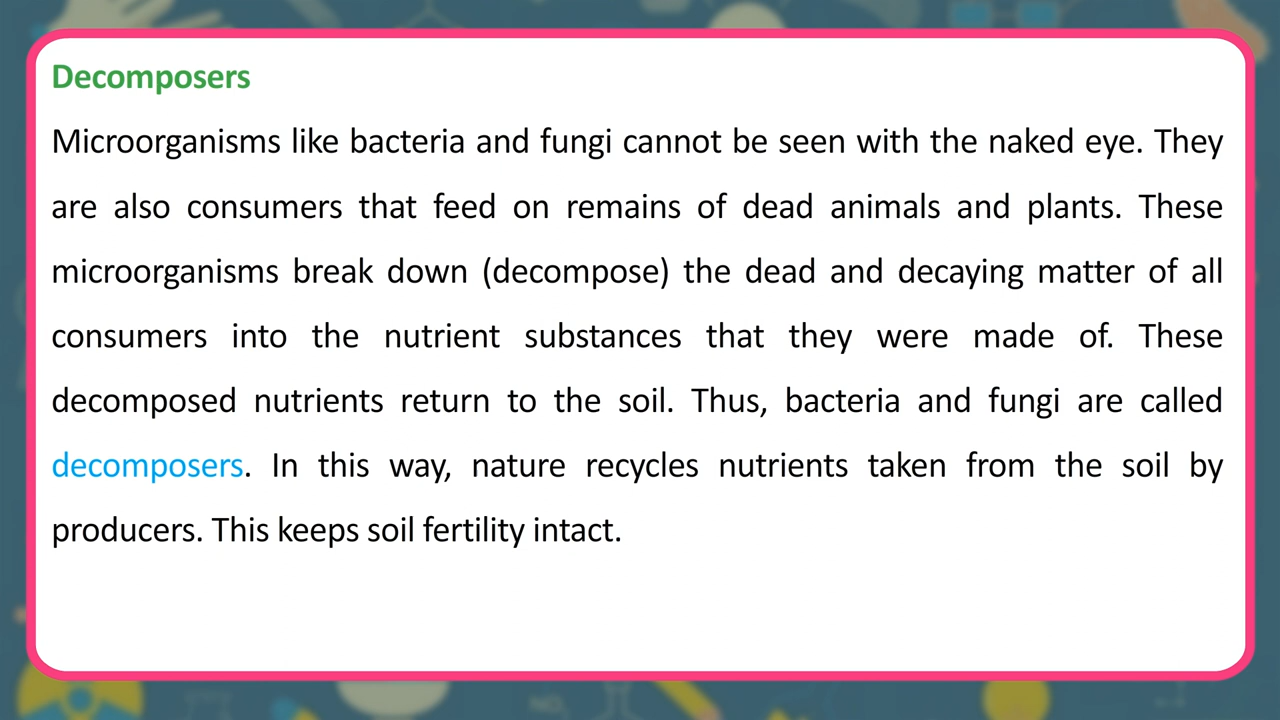 Decomposers
Microorganisms like bacteria and fungi cannot be seen with the naked eye. They
are also consumers that feed on remains of dead animals and plants. These
microorganisms break down (decompose) the dead and decaying matter of all
consumers into the nutrient substances that they were made of. These
decomposed nutrients return to the soil. Thus, bacteria and fungi are called
decomposers. In this way, nature recycles nutrients taken from the soil by
producers. This keeps soil fertility intact.